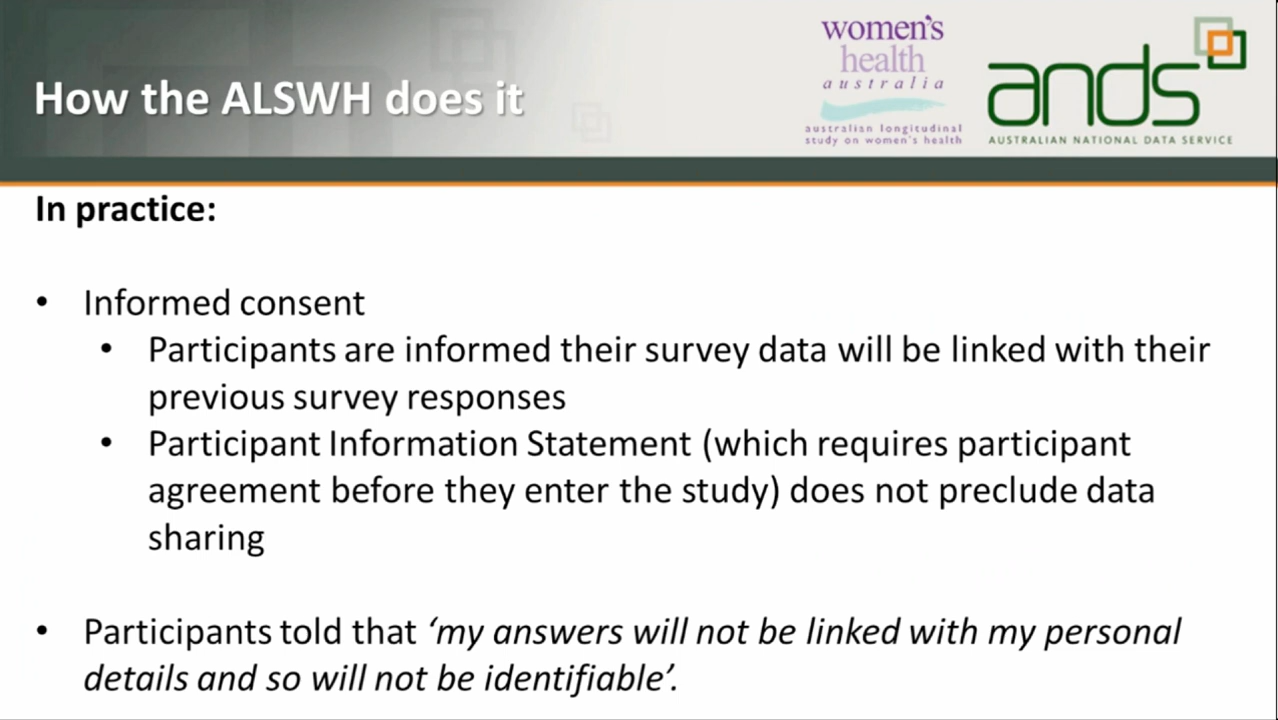 How the ALSWH does it
women's
health
australia
australian longitudinal
study on women's health
ands
AUSTRALIAN NATIONAL DATA SERVICE
In practice:
• Informed consent
• Participants are informed their survey data will be linked with their
previous survey responses
• Participant Information Statement (which requires participant
agreement before they enter the study) does not preclude data
sharing
• Participants told that ‘my answers will not be linked with my personal
details and so will not be identifiable’.